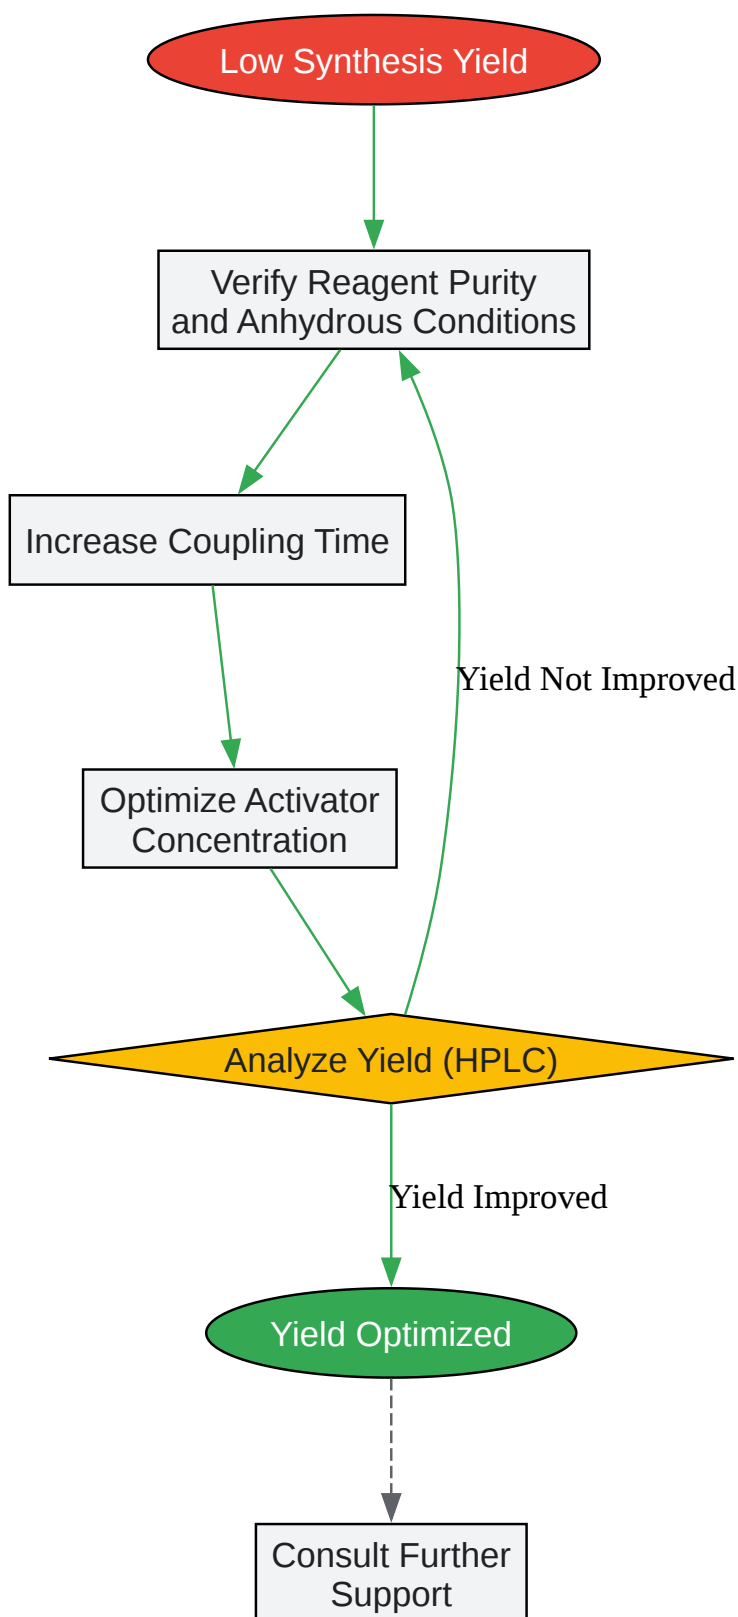 Low Synthesis Yield
Verify Reagent Purity
and Anhydrous Conditions
Increase Coupling Time
Yield Not Improved
Optimize Activator
Concentration
Analyze Yield (HPLC)
Yield Improved
Yield Optimized
Consult Further
Support